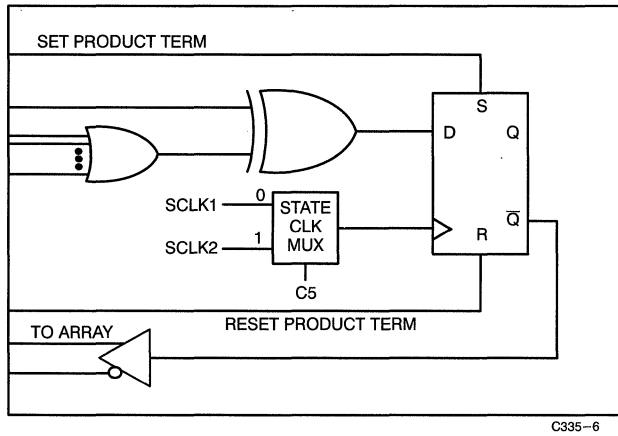 SET PRODUCT TERM
S
D Q
SCLK1 0
STATE
CLK
MUX
SCLK2 1
Q̅
R
C5
RESET PRODUCT TERM
TO ARRAY
C335–6